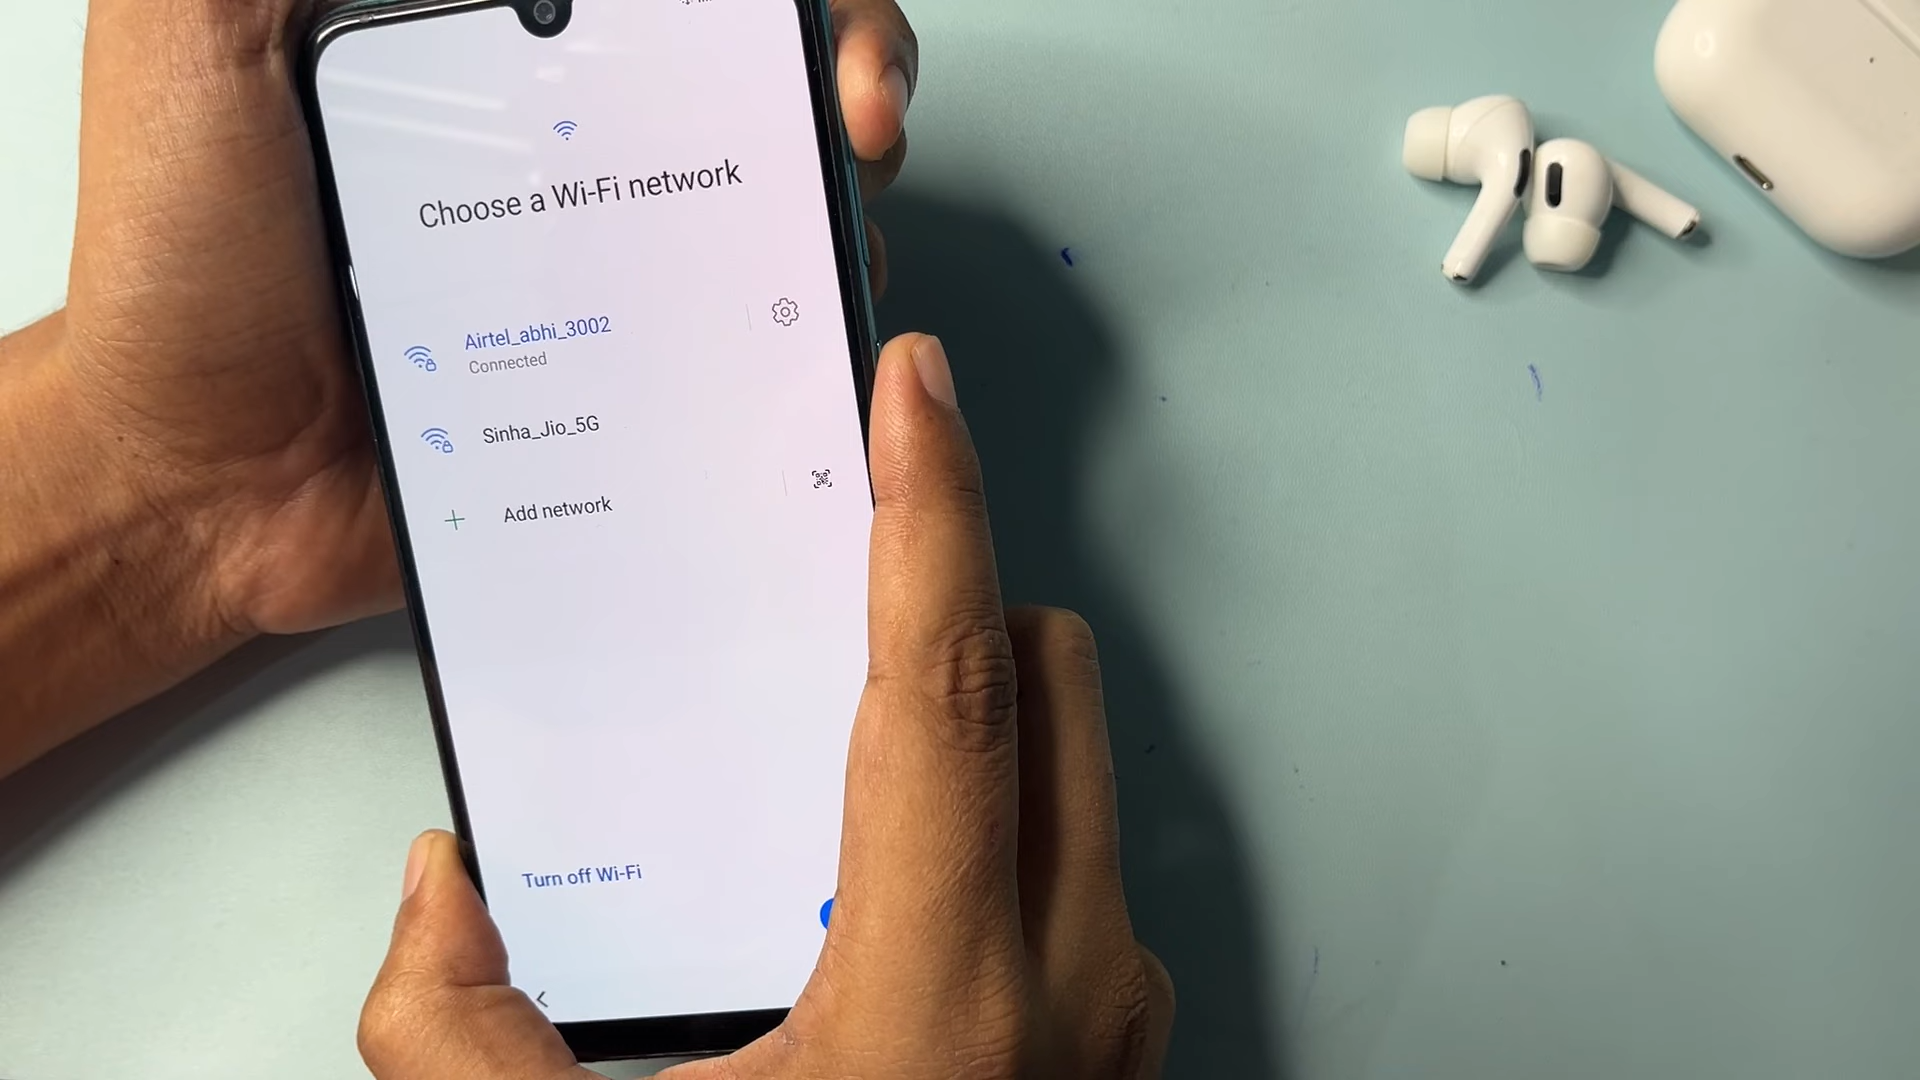 Choose a Wi-Fi network
Airtel_abhi_3002
Connected
Sinha_Jio_5G
Add network
Turn off Wi-Fi